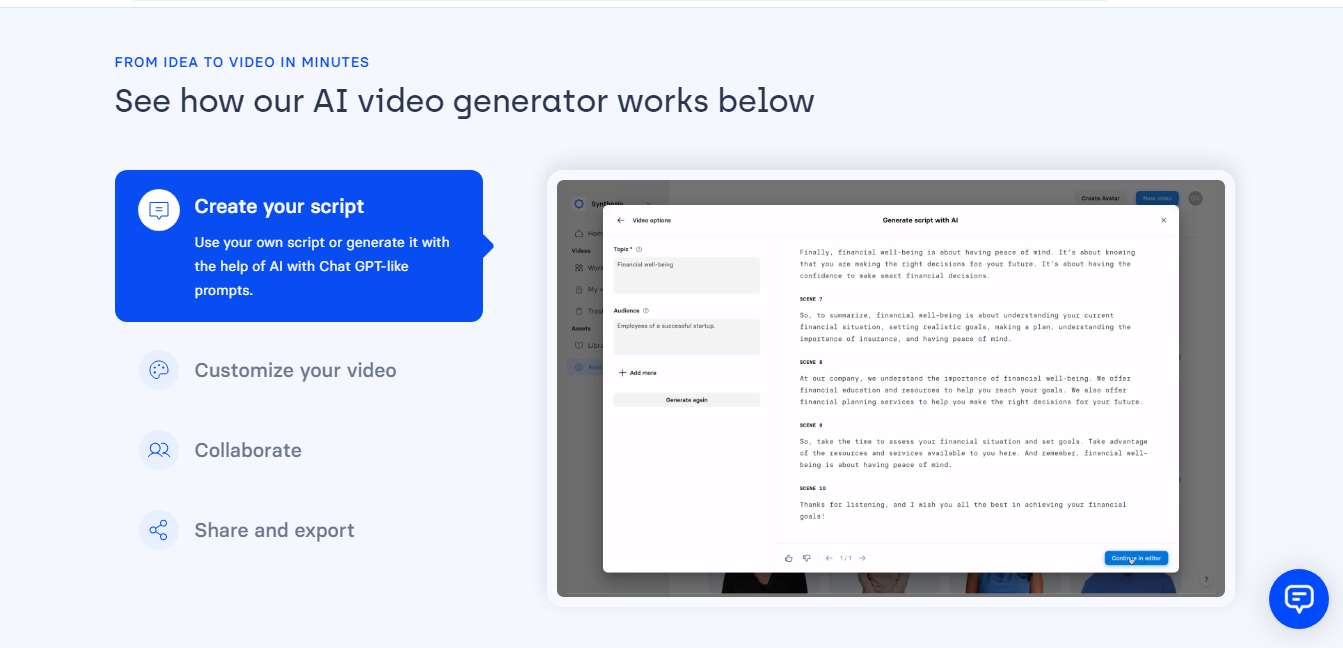 FROM IDEA TO VIDEO IN MINUTES
See how our AI video generator works below
Create your script
Use your own script or generate it with
the help of AI with Chat GPT-like
prompts.
Customize your video
Collaborate
Share and export
Create Avatar
New video
Videos
Assets
Video options
Generate script with AI
Topic *
Financial well-being
Audience
Employees of a successful startup.
Add more
Generate again
Finally, financial well-being is about having peace of mind. It's about knowing
that you are making the right decisions for your future. It's about having the
confidence to make smart financial decisions.
SCENE 7
So, to summarize, financial well-being is about understanding your current
financial situation, setting realistic goals, making a plan, understanding the
importance of insurance, and having peace of mind.
SCENE 8
At our company, we understand the importance of financial well-being. We offer
financial education and resources to help you reach your goals. We also offer
financial planning services to help you make the right decisions for your future.
SCENE 9
So, take the time to assess your financial situation and set goals. Take advantage
of the resources and services available to you here. And remember, financial well-
being is about having peace of mind.
SCENE 10
Thanks for listening, and I wish you all the best in achieving your financial
goals!
1 / 1
Continue in editor
?